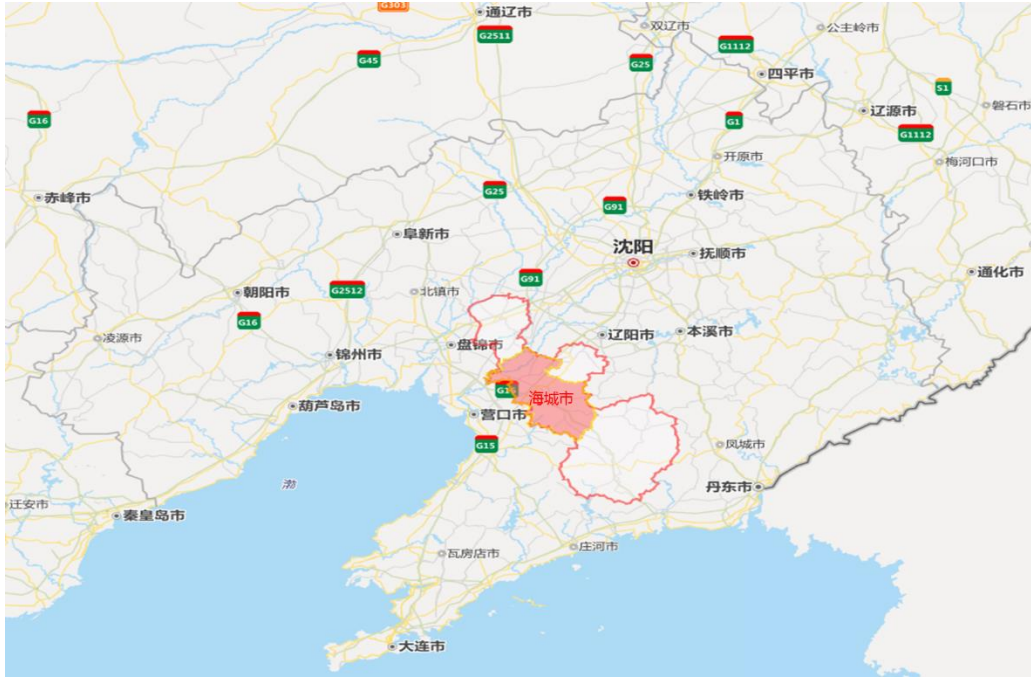 G303
通辽市
双辽市
公主岭市
G2511
G1112
G45
G25
四平市
S1
磐石市
辽源市
G16
G1
G1112
开原市
梅河口市
赤峰市
G25
铁岭市
G91
阜新市
沈阳
抚顺市
通化市
G91
朝阳市
G2512
北镇市
G16
凌源市
辽阳市
本溪市
盘锦市
锦州市
海城市
葫芦岛市
营口市
G15
凤城市
渤
丹东市
迁安市
秦皇岛市
瓦房店市
庄河市
大连市